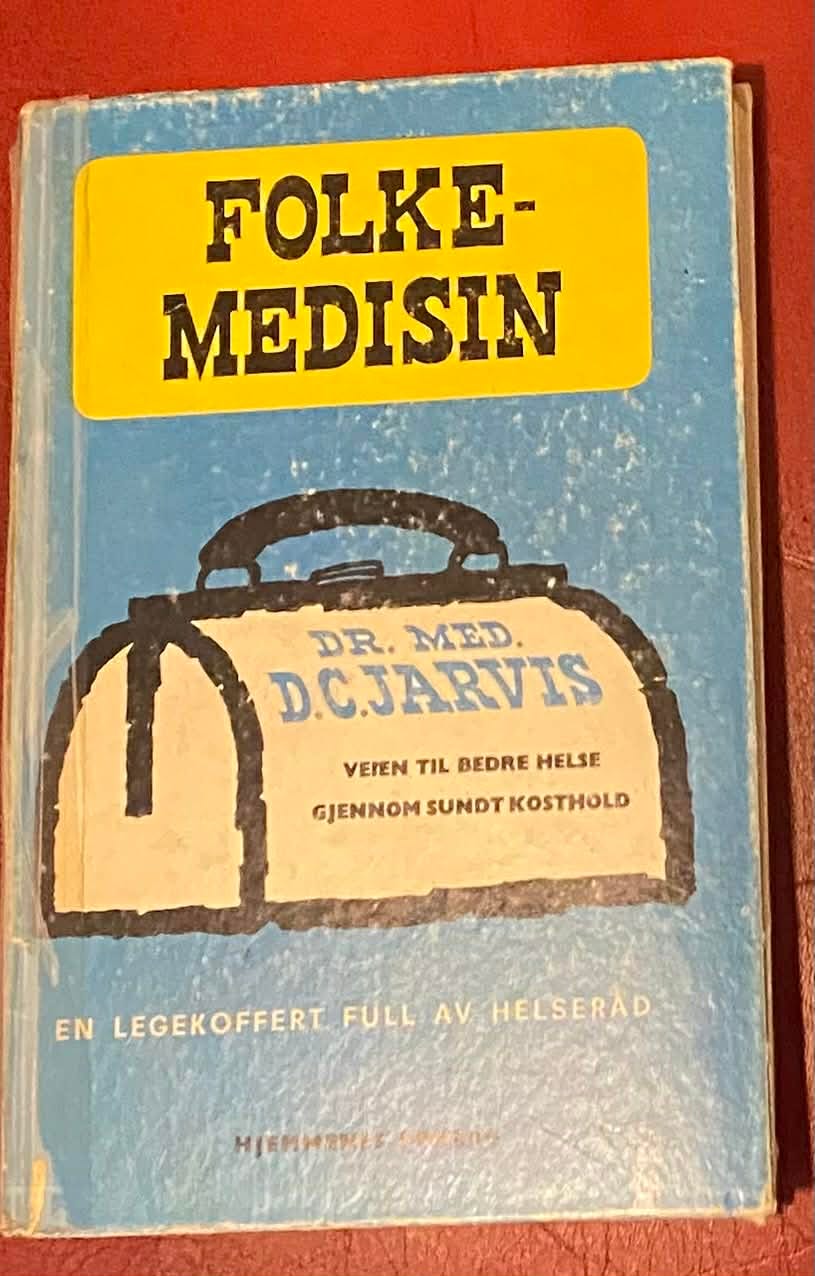 FOLKE-
MEDISIN
DR. MED.
D.C.JARVIS
VEIEN TIL BEDRE HELSE
GJENNOM SUNDT KOSTHOLD
EN LEGEKOFFERT FULL AV HELSERÅD